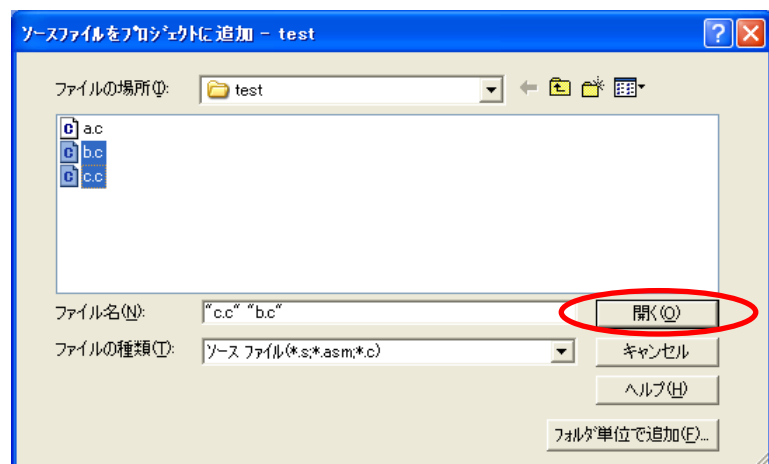 ソースファイルをプロジェクトに追加 - test
ファイルの場所(I): test
a.c
b.c
c.c
ファイル名(N): "c.c" "b.c" 開く(O)
ファイルの種類(T): ソース ファイル(*.s;*.asm;*.c) キャンセル
ヘルプ(H)
フォルダ単位で追加(F)...